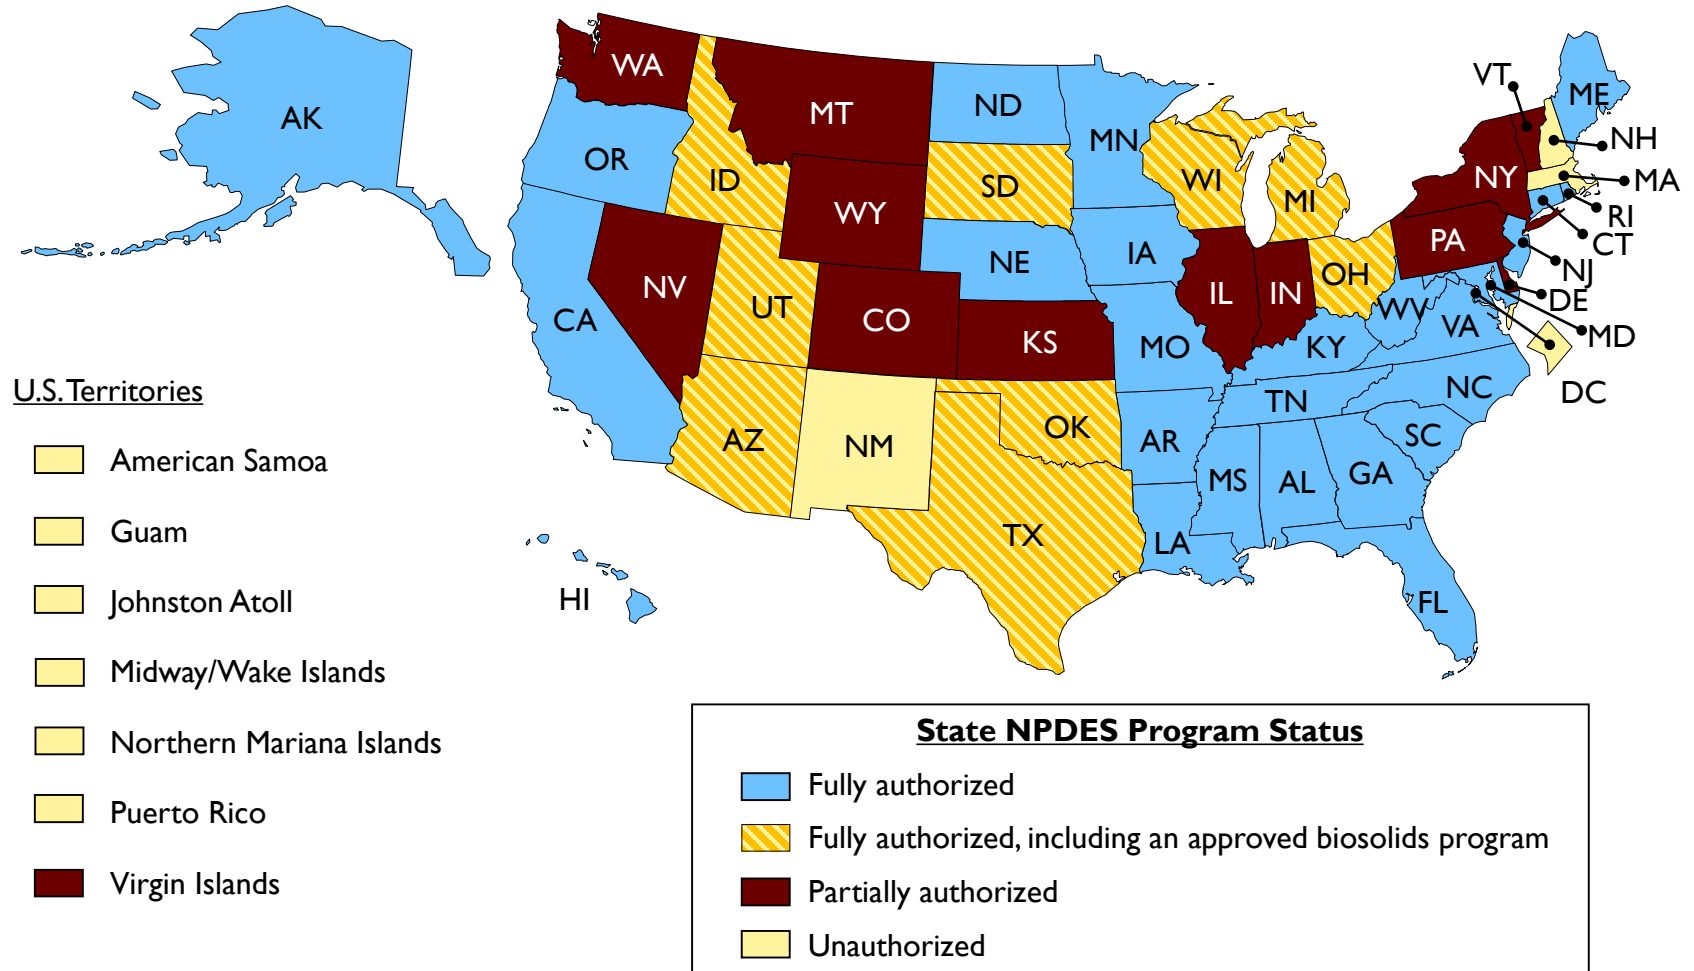 AK
WA
MT
ND
MN
VT
ME
NH
OR
ID
SD
WI
MI
NY
MA
WY
RI
CT
NE
IA
PA
NJ
NV
UT
CO
IL
IN
OH
DE
CA
KS
MO
WV
VA
KY
MD
DC
NC
TN
AZ
NM
OK
AR
SC
MS
AL
GA
TX
LA
HI
FL
U.S. Territories
American Samoa
Guam
Johnston Atoll
Midway/Wake Islands
Northern Mariana Islands
Puerto Rico
Virgin Islands
State NPDES Program Status
Fully authorized
Fully authorized, including an approved biosolids program
Partially authorized
Unauthorized